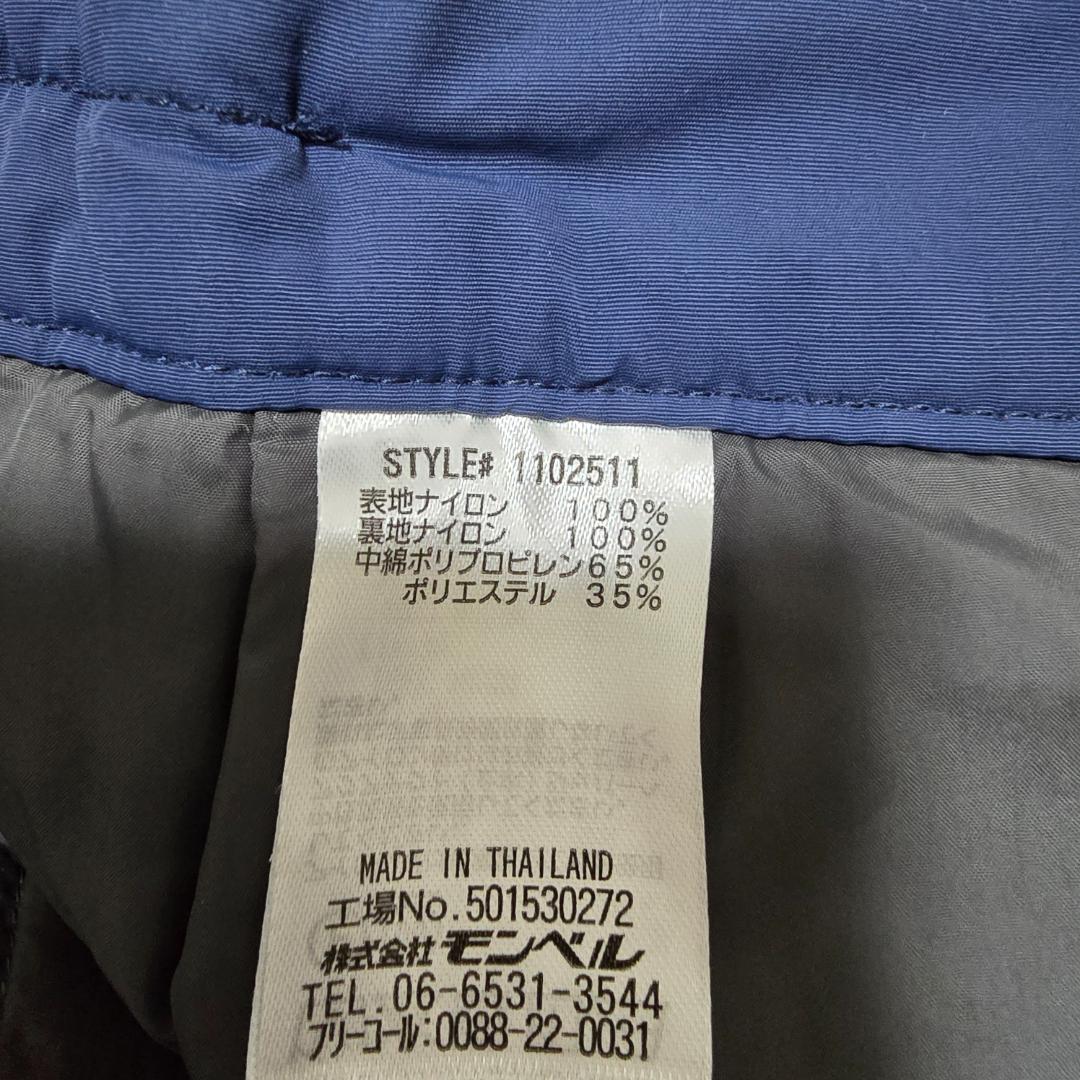 STYLE# 1102511
表地ナイロン 100%
裏地ナイロン 100%
中綿ポリプロピレン65%
ポリエステル 35%
MADE IN THAILAND
工場No.501530272
株式会社 モンベル
TEL.06-6531-3544
フリーコール:0088-22-0031